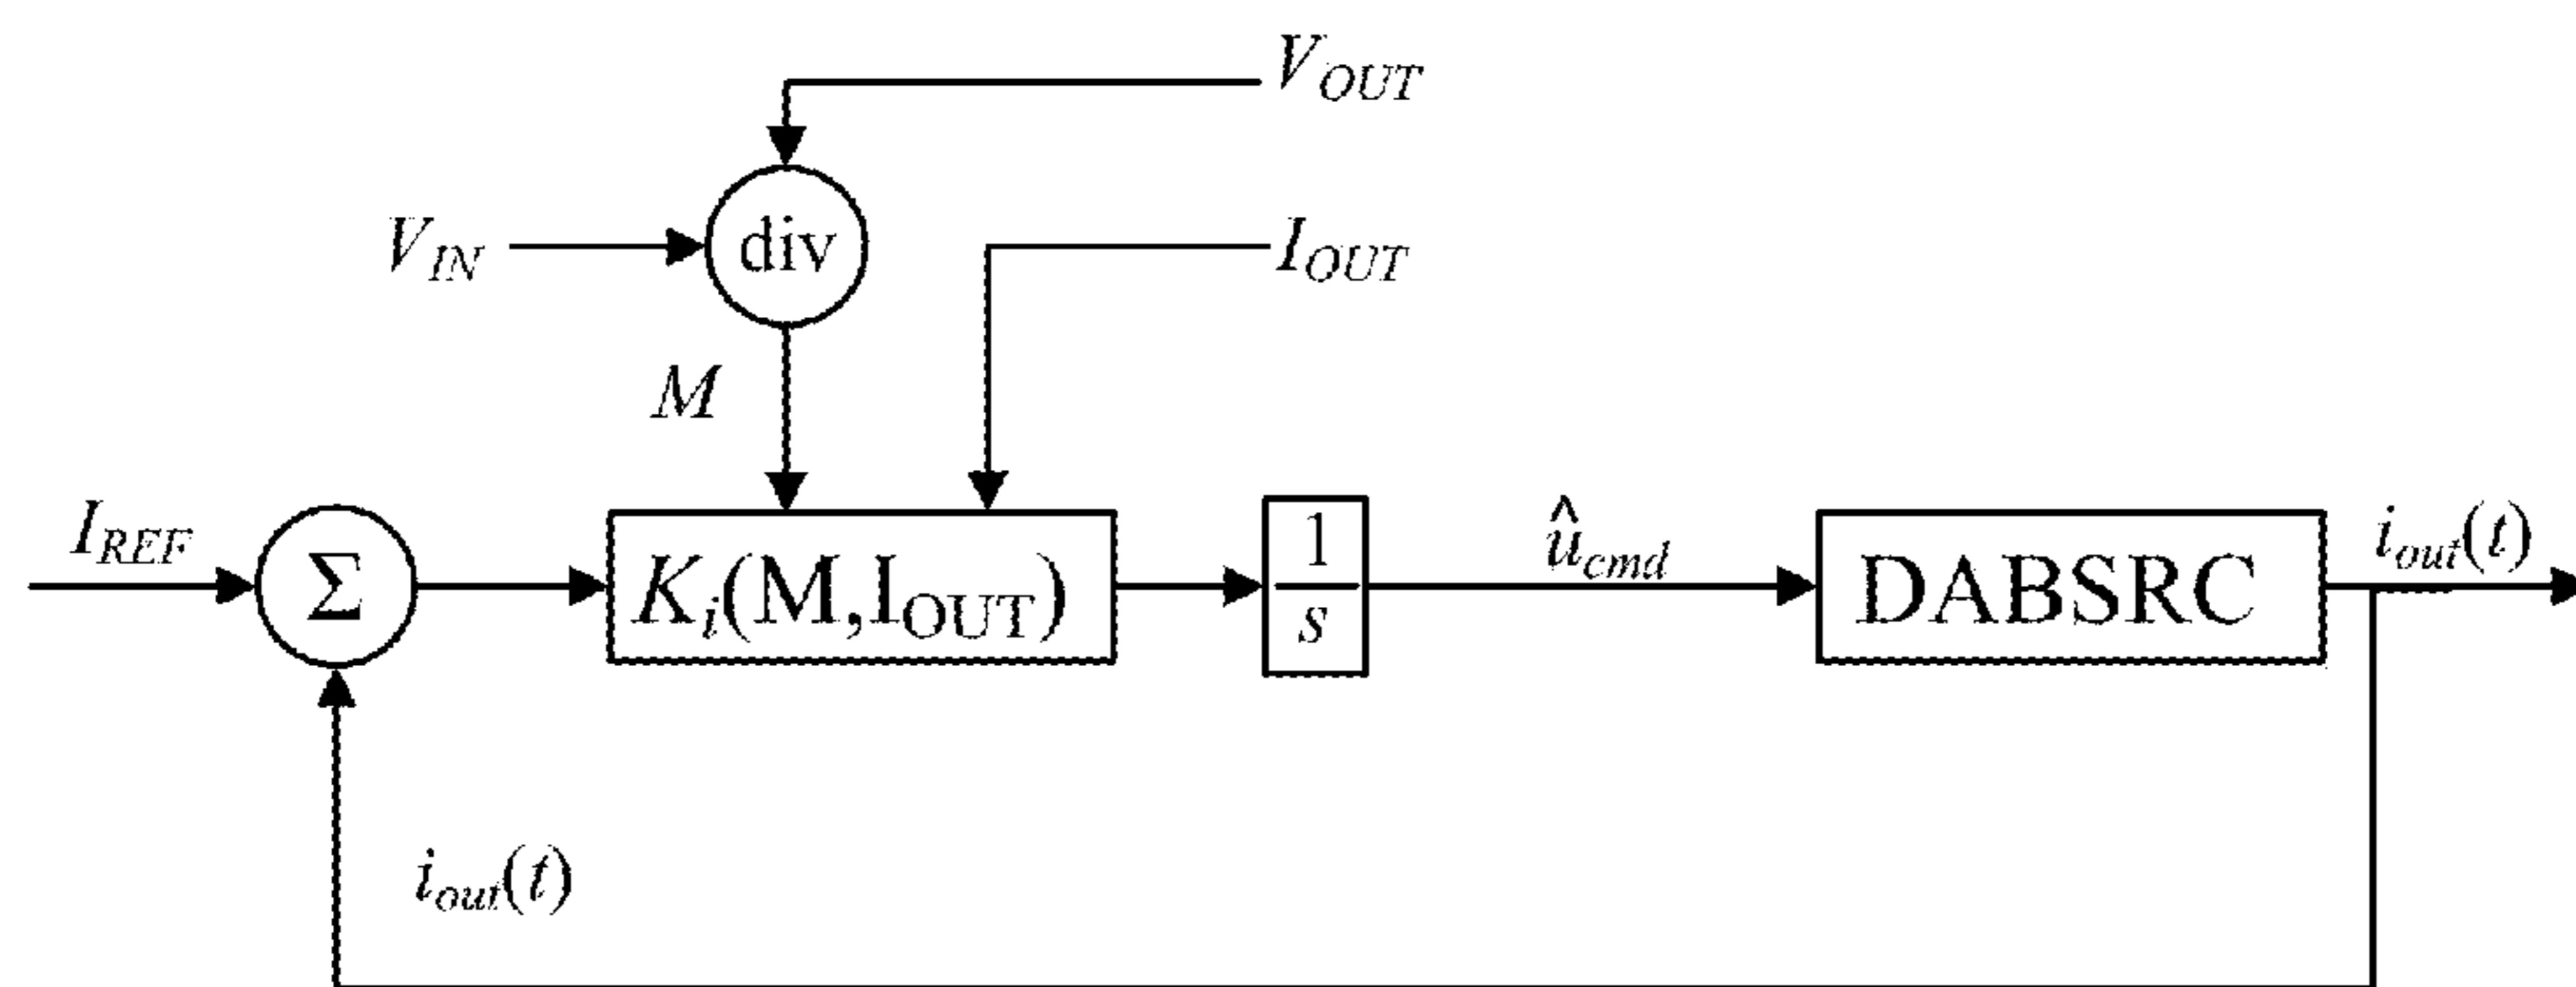 V_OUT
V_IN
div
I_OUT
M
I_REF
Σ
K_i(M,I_OUT)
1
s
û_cmd
DABSRC
i_out(t)
i_out(t)